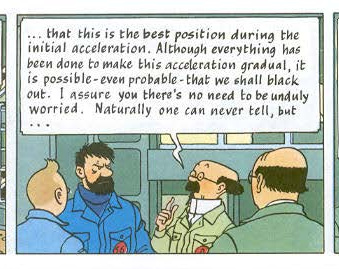 ... that this is the best position during the
initial acceleration. Although everything has
been done to make this acceleration gradual, it
is possible-even probable-that we shall black
out. I assure you there's no need to be unduly
worried. Naturally one can never tell, but
...